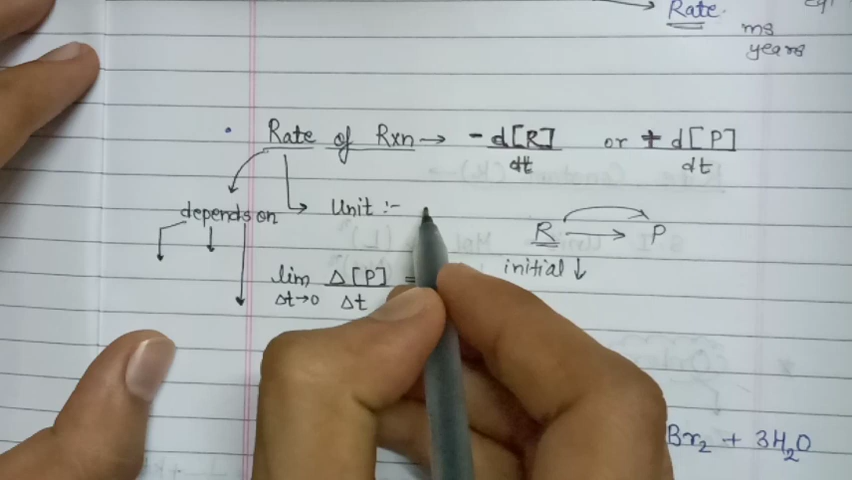 Rate
ms
years
• Rate of Rxn → - d[R]/dt or + d[P]/dt
depends on
Unit :-
R → P
initial ↓
lim Δt→0 Δ[P]/Δt =
Br₂ + 3H₂O